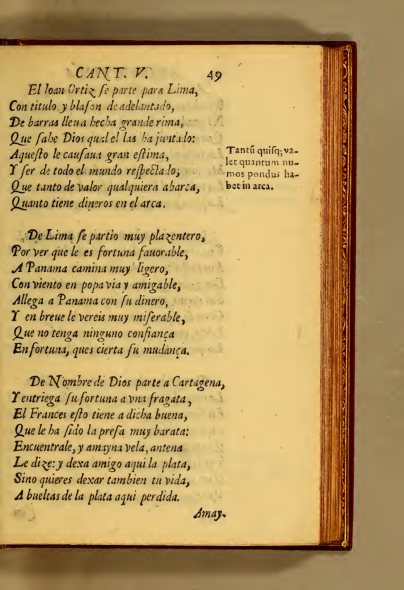 CANT. V. 49
El Ioan Ortiz ſe parte para Lima,
Con titulo y blaſon de adelantado,
De barras lleua hecha grande rima,
Que ſabe Dios qual el las ha juntado:
Aqueſto le cauſaua gran eſtima,
Y ſer de todo el mundo reſpectado,
Que tanto de valor qualquiera abarca,
Quanto tiene dineros en el arca.
Tantũ quiſq; va-
let quantum nu-
mos pondus ha-
bet in arca.
De Lima ſe partio muy plazentero,
Por ver que le es fortuna fauorable,
A Panama camina muy ligero,
Con viento en popa via y amigable,
Allega a Panama con ſu dinero,
Y en breue le vereis muy miſerable,
Que no tenga ninguno confiança
En fortuna, ques cierta ſu mudança.
De Nombre de Dios parte a Cartagena,
Y entriega ſu fortuna a vna fragata,
El Frances eſto tiene a dicha buena,
Que le ha ſido la preſa muy barata:
Encuentrale, y amayna vela, antena
Le dize: y dexa amigo aqui la plata,
Sino quieres dexar tambien tu vida,
A bueltas de la plata aqui perdida.
Amay-